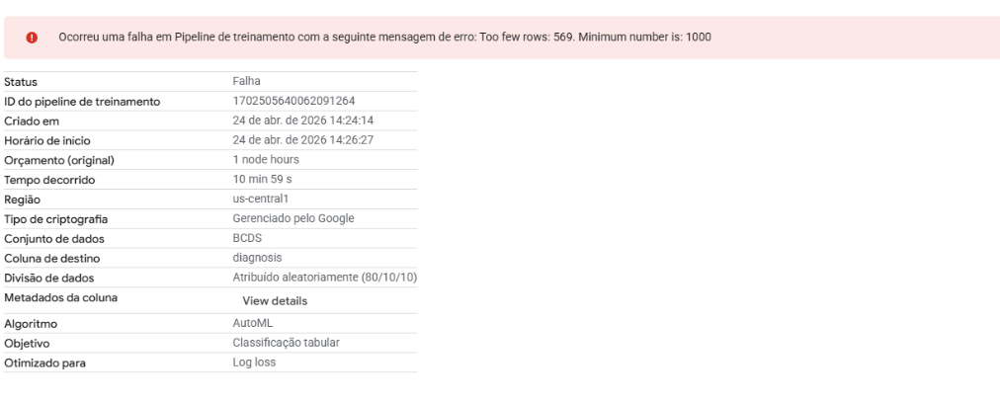 Ocorreu uma falha em Pipeline de treinamento com a seguinte mensagem de erro: Too few rows: 569. Minimum number is: 1000
Status Falha
ID do pipeline de treinamento 1702505640062091264
Criado em 24 de abr. de 2026 14:24:14
Horário de início 24 de abr. de 2026 14:26:27
Orçamento (original) 1 node hours
Tempo decorrido 10 min 59 s
Região us-central1
Tipo de criptografia Gerenciado pelo Google
Conjunto de dados BCDS
Coluna de destino diagnosis
Divisão de dados Atribuído aleatoriamente (80/10/10)
Metadados da coluna View details
Algoritmo AutoML
Objetivo Classificação tabular
Otimizado para Log loss